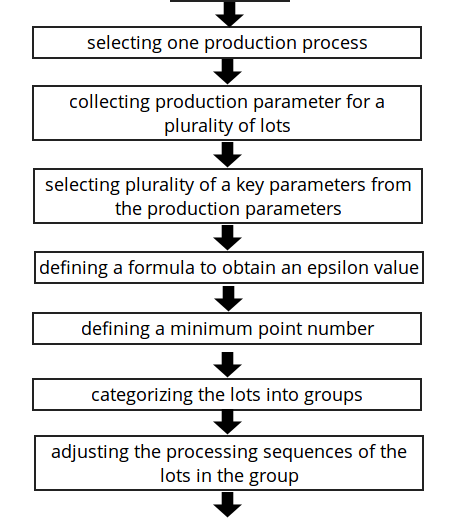 selecting one production process
collecting production parameter for a
plurality of lots
selecting plurality of a key parameters from
the production parameters
defining a formula to obtain an epsilon value
defining a minimum point number
categorizing the lots into groups
adjusting the processing sequences of the
lots in the group